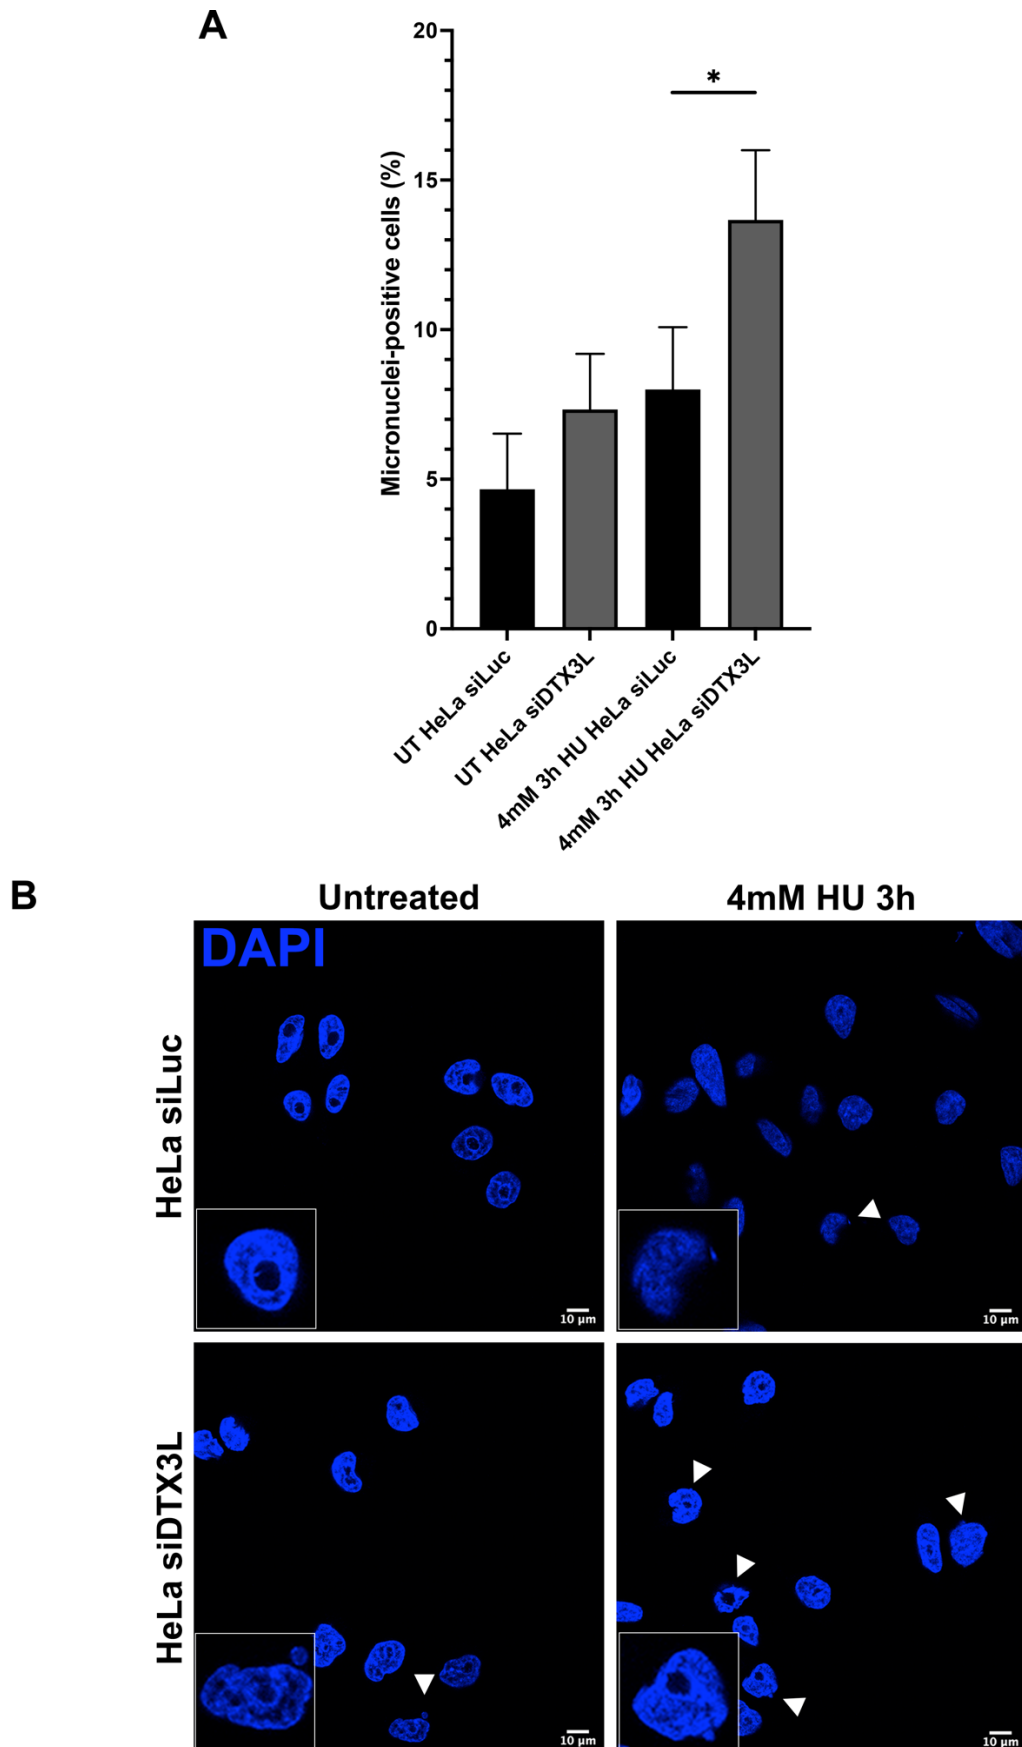 A
20
*
15
10
5
0
Micronuclei-positive cells (%)
UT HeLa siLuc
UT HeLa siDTX3L
4mM 3h HU HeLa siLuc
4mM 3h HU HeLa siDTX3L
B
Untreated
4mM HU 3h
HeLa siLuc
DAPI
10 µm
10 µm
HeLa siDTX3L
10 µm
10 µm